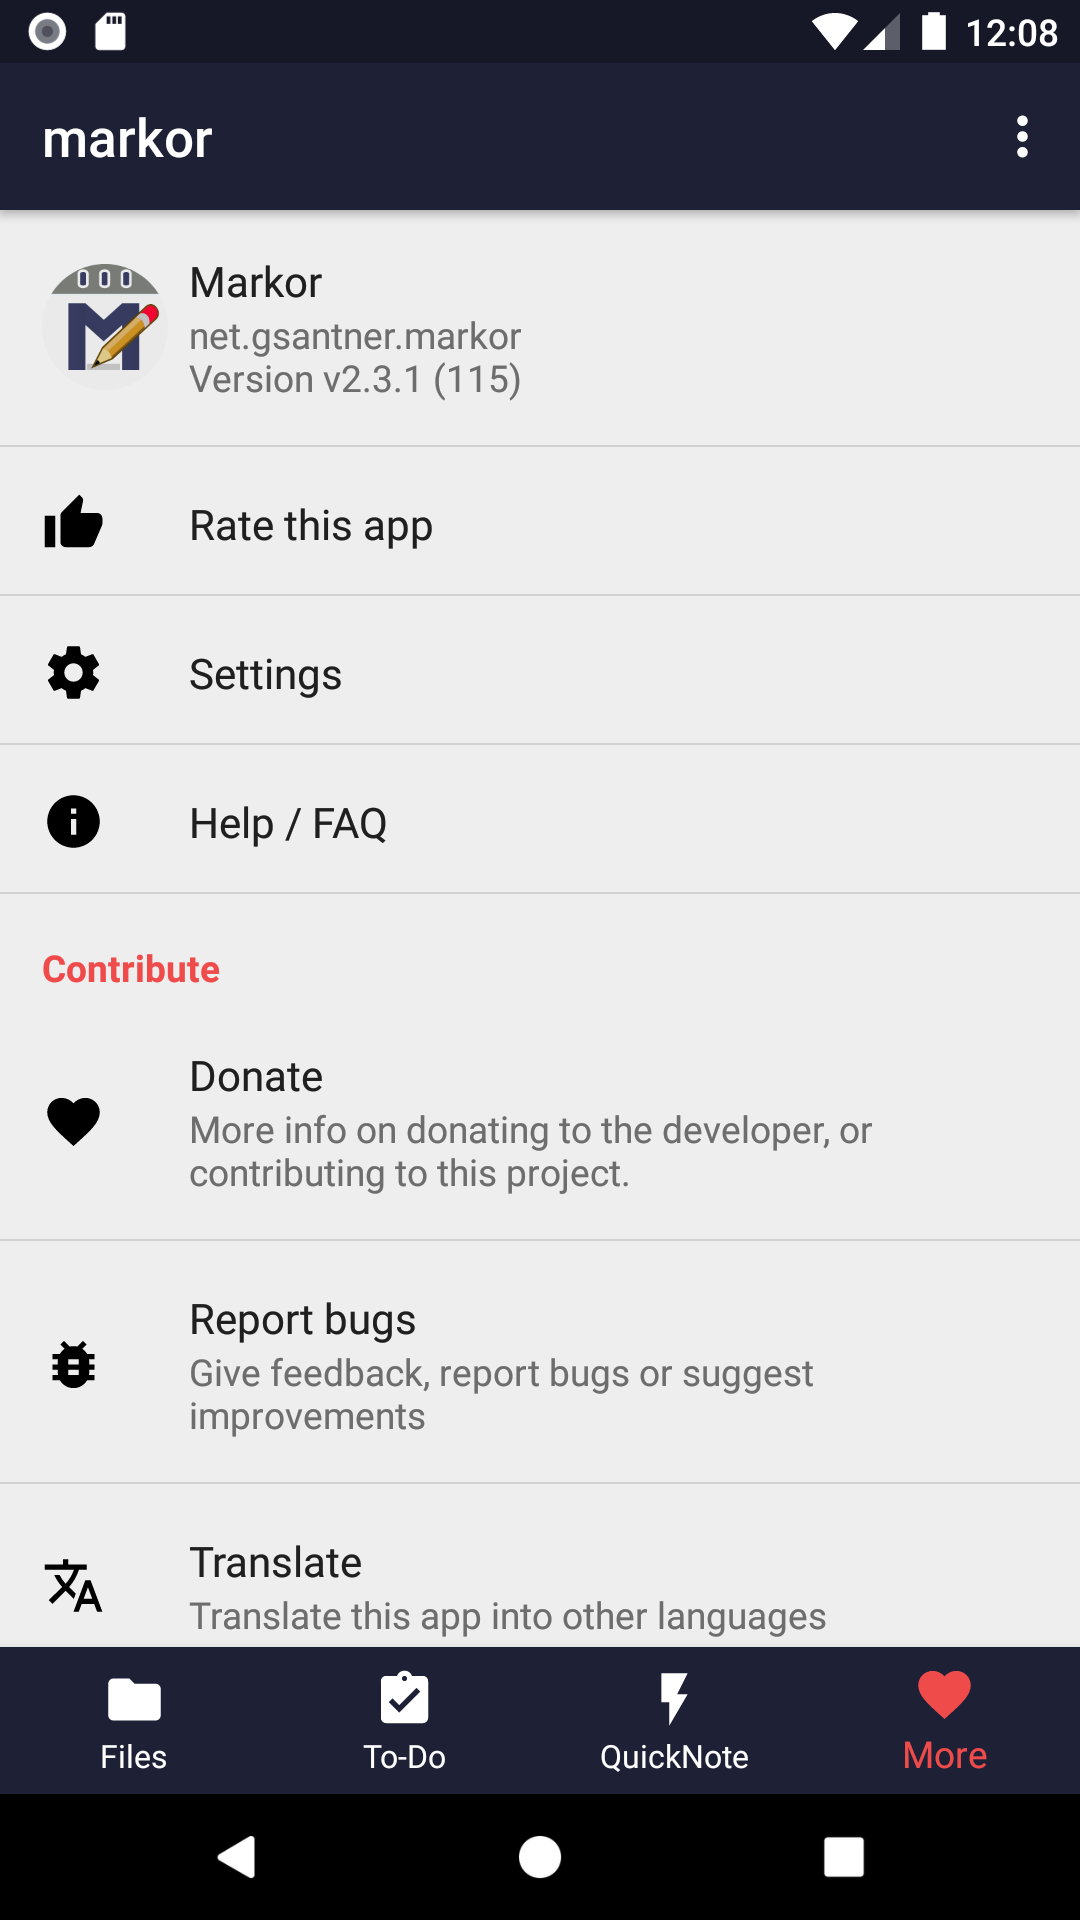 12:08
markor
Markor
net.gsantner.markor
Version v2.3.1 (115)
Rate this app
Settings
Help / FAQ
Contribute
Donate
More info on donating to the developer, or
contributing to this project.
Report bugs
Give feedback, report bugs or suggest
improvements
Translate
Translate this app into other languages
Files
To-Do
QuickNote
More